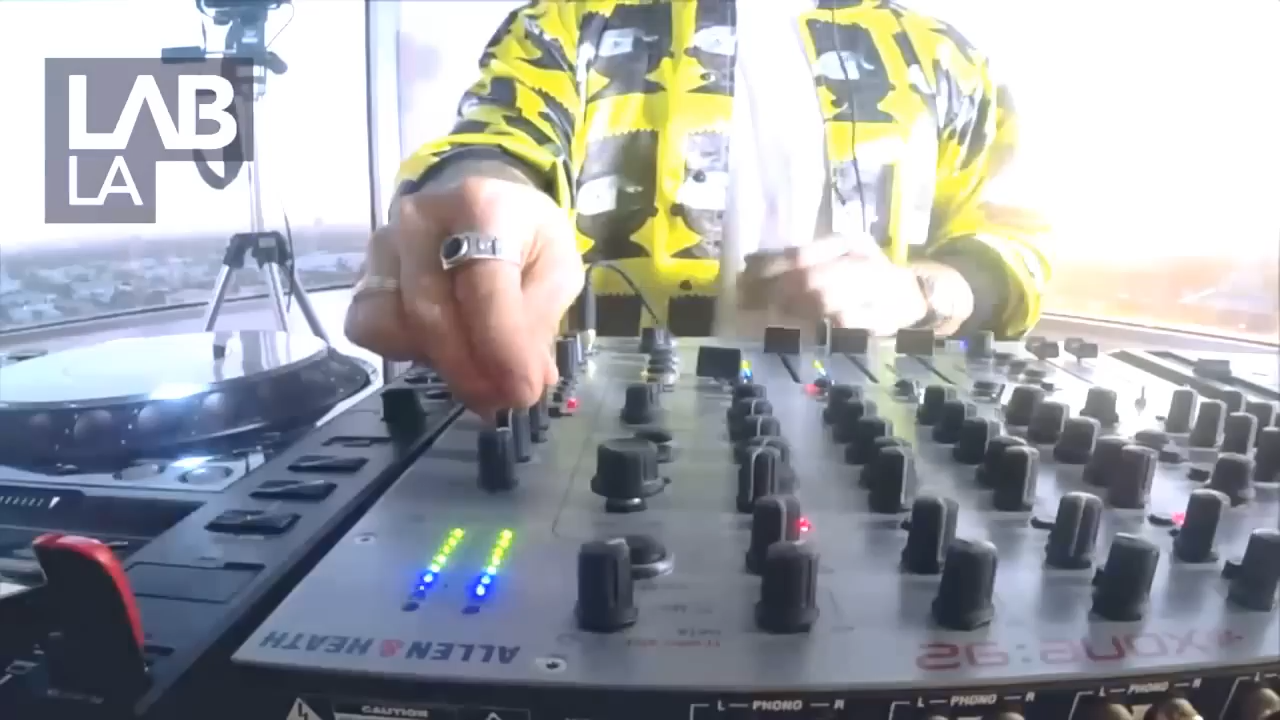 LAB
LA
ALLEN & HEATH
XONE:92
CAUTION
L — PHONO — R
L — PHONO — R
L — PHONO — R